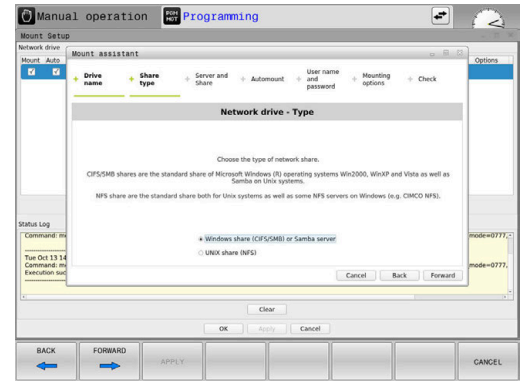 Manual operation
PGM
MGT
Programming
Mount Setup
Network drive
Mount Auto
Options
Mount assistant
Drive name
Share type
Server and Share
Automount
User name and password
Mounting options
Check
Network drive - Type
Choose the type of network share.
CIFS/SMB shares are the standard share of Microsoft Windows (R) operating systems Win2000, WinXP and Vista as well as
Samba on Unix systems.
NFS share are the standard share both for Unix systems as well as some NFS servers on Windows (e.g. CIMCO NFS).
Windows share (CIFS/SMB) or Samba server
UNIX share (NFS)
Cancel Back Forward
Status Log
Command: m
mode=0777,
Tue Oct 13 14
Command: m
mode=0777,
Execution suc
Clear
OK Apply Cancel
BACK FORWARD APPLY CANCEL